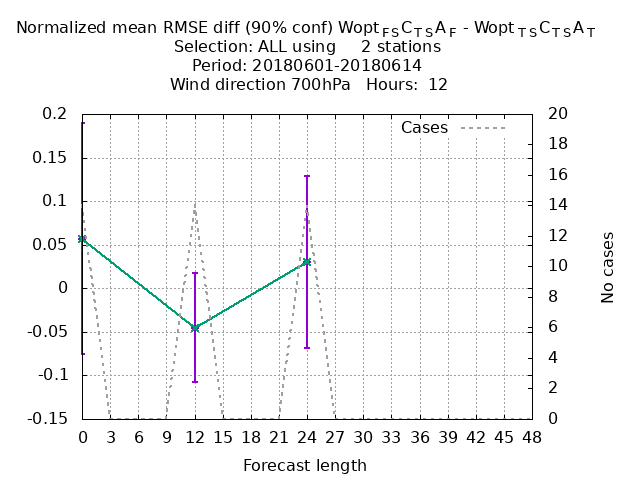 Normalized mean RMSE diff (90% conf) Wopt FS C TS A F - Wopt TS C TS A T
Selection: ALL using 2 stations
Period: 20180601-20180614
Wind direction 700hPa Hours: 12
Cases
0.2
0.15
0.1
0.05
0
-0.05
-0.1
-0.15
20
18
16
14
12
10
8
6
4
2
0
No cases
0 3 6 9 12 15 18 21 24 27 30 33 36 39 42 45 48
Forecast length